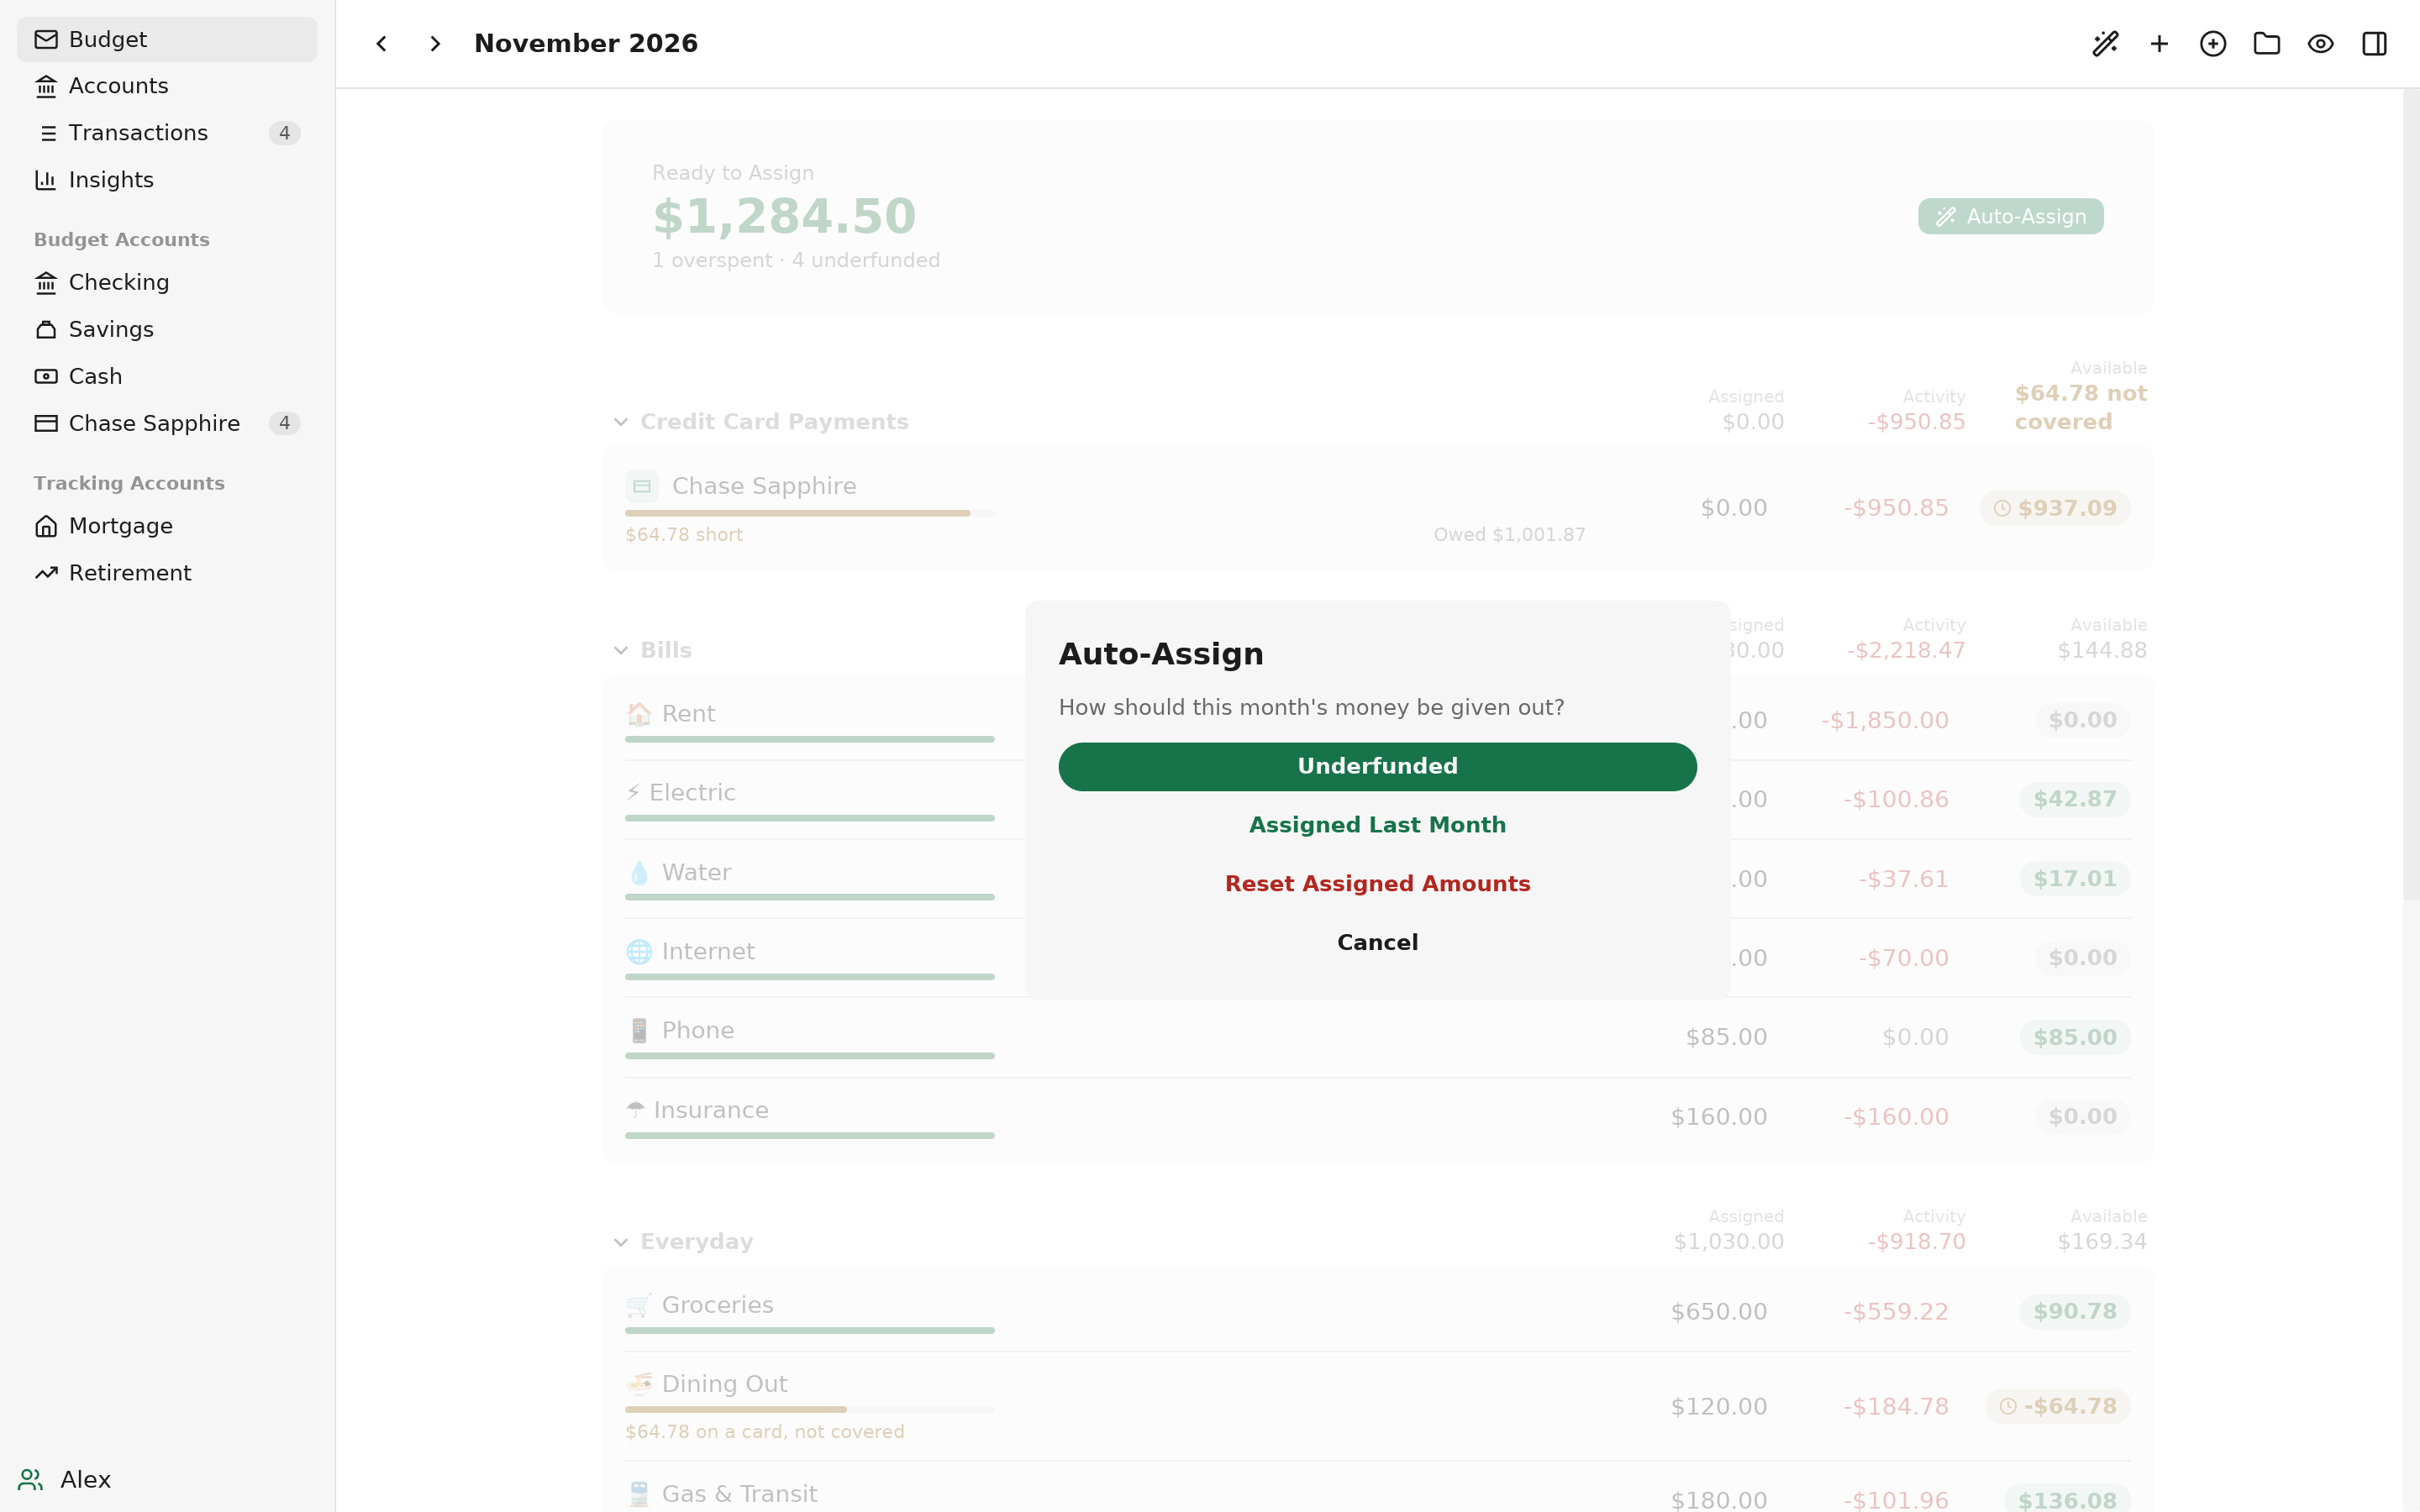 Budget
Accounts
Transactions 4
Insights
Budget Accounts
Checking
Savings
Cash
Chase Sapphire 4
Tracking Accounts
Mortgage
Retirement
Alex
November 2026
Ready to Assign
$1,284.50
1 overspent · 4 underfunded
Auto-Assign
Credit Card Payments
Assigned
$0.00
Activity
-$950.85
Available
$64.78 not
covered
Chase Sapphire
$64.78 short
Owed $1,001.87
$0.00
-$950.85
$937.09
Bills
Activity
-$2,218.47
Available
$144.88
Rent
-$1,850.00
$0.00
Electric
-$100.86
$42.87
Water
-$37.61
$17.01
Internet
-$70.00
$0.00
Phone
$85.00
$0.00
$85.00
Insurance
$160.00
-$160.00
$0.00
Auto-Assign
How should this month's money be given out?
Underfunded
Assigned Last Month
Reset Assigned Amounts
Cancel
Everyday
Assigned
$1,030.00
Activity
-$918.70
Available
$169.34
Groceries
$650.00
-$559.22
$90.78
Dining Out
$64.78 on a card, not covered
$120.00
-$184.78
-$64.78
Gas & Transit
$180.00
-$101.96
$136.08